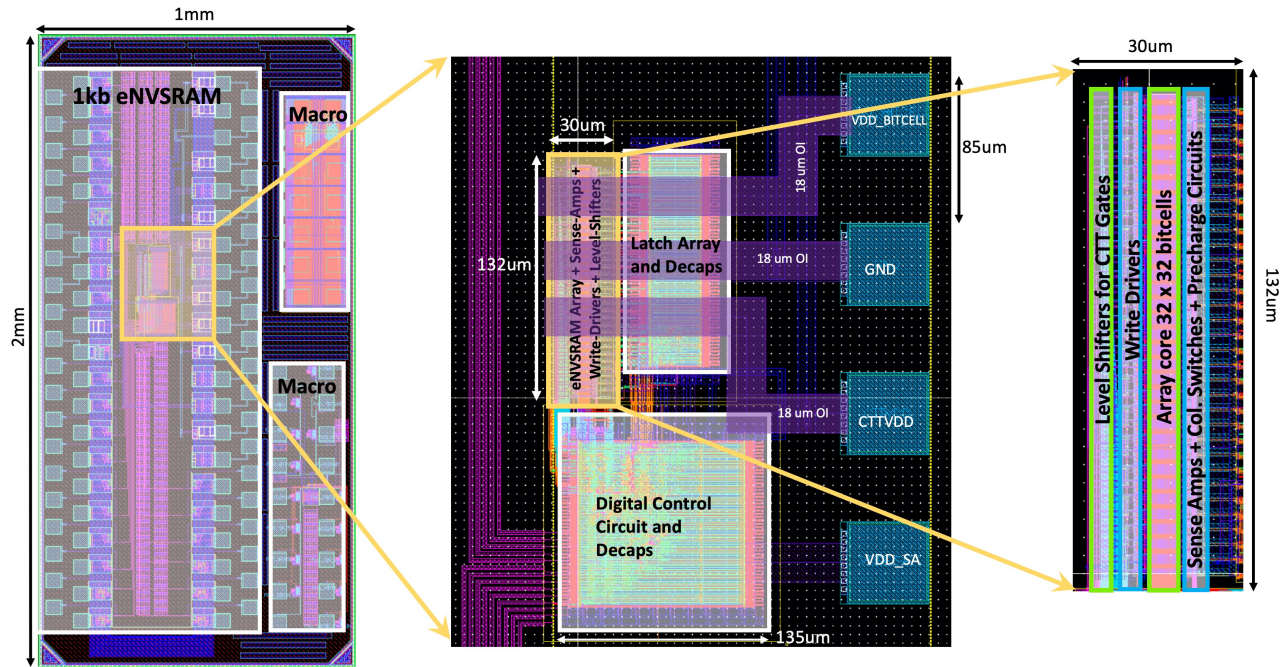 1mm
2mm
1kb eNVSRAM
Macro
Macro
30um
132um
eNVSRAM Array + Sense-Amps +
Write-Drivers + Level-Shifters
Latch Array
and Decaps
18 um OI
18 um OI
18 um OI
VDD_BITCELL
85um
GND
CTTVDD
VDD_SA
Digital Control
Circuit and
Decaps
135um
30um
132um
Level Shifters for CTT Gates
Write Drivers
Array core 32 x 32 bitcells
Sense Amps + Col. Switches + Precharge Circuits